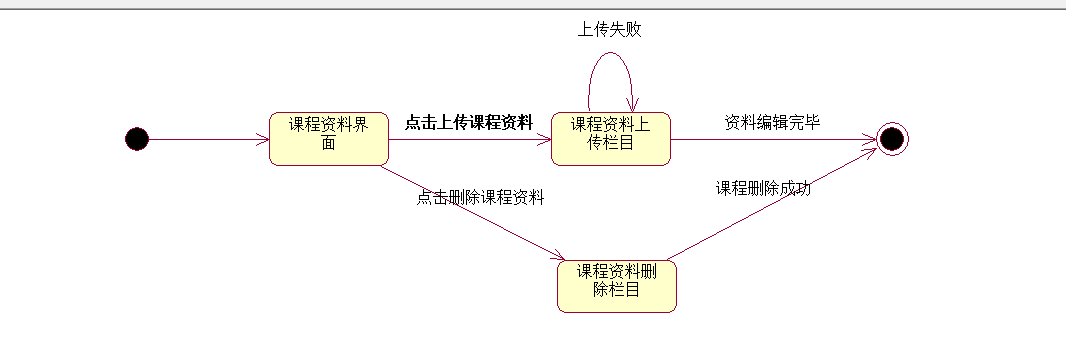 上传失败
课程资料界
面
点击上传课程资料
课程资料上
传栏目
资料编辑完毕
点击删除课程资料
课程删除成功
课程资料删
除栏目